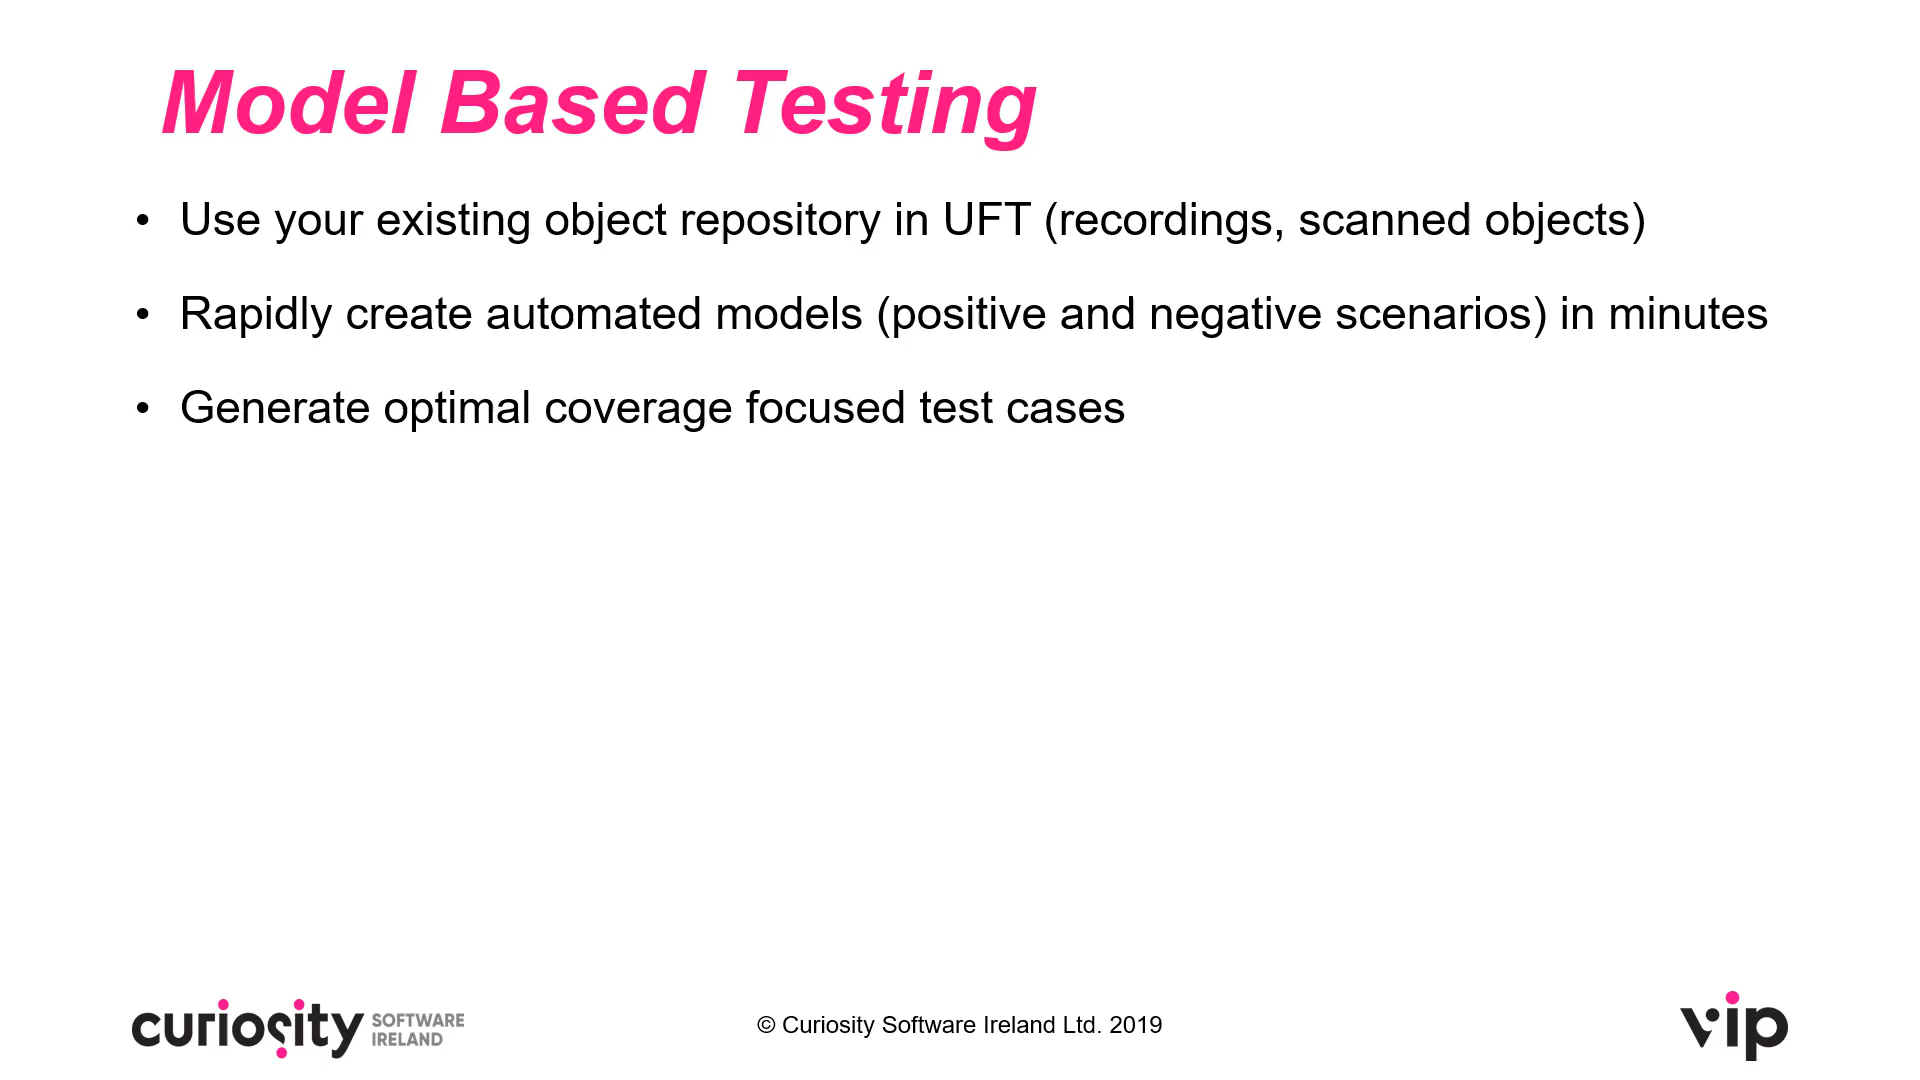 Model Based Testing
• Use your existing object repository in UFT (recordings, scanned objects)
• Rapidly create automated models (positive and negative scenarios) in minutes
• Generate optimal coverage focused test cases
curiosity SOFTWARE IRELAND
© Curiosity Software Ireland Ltd. 2019
vip